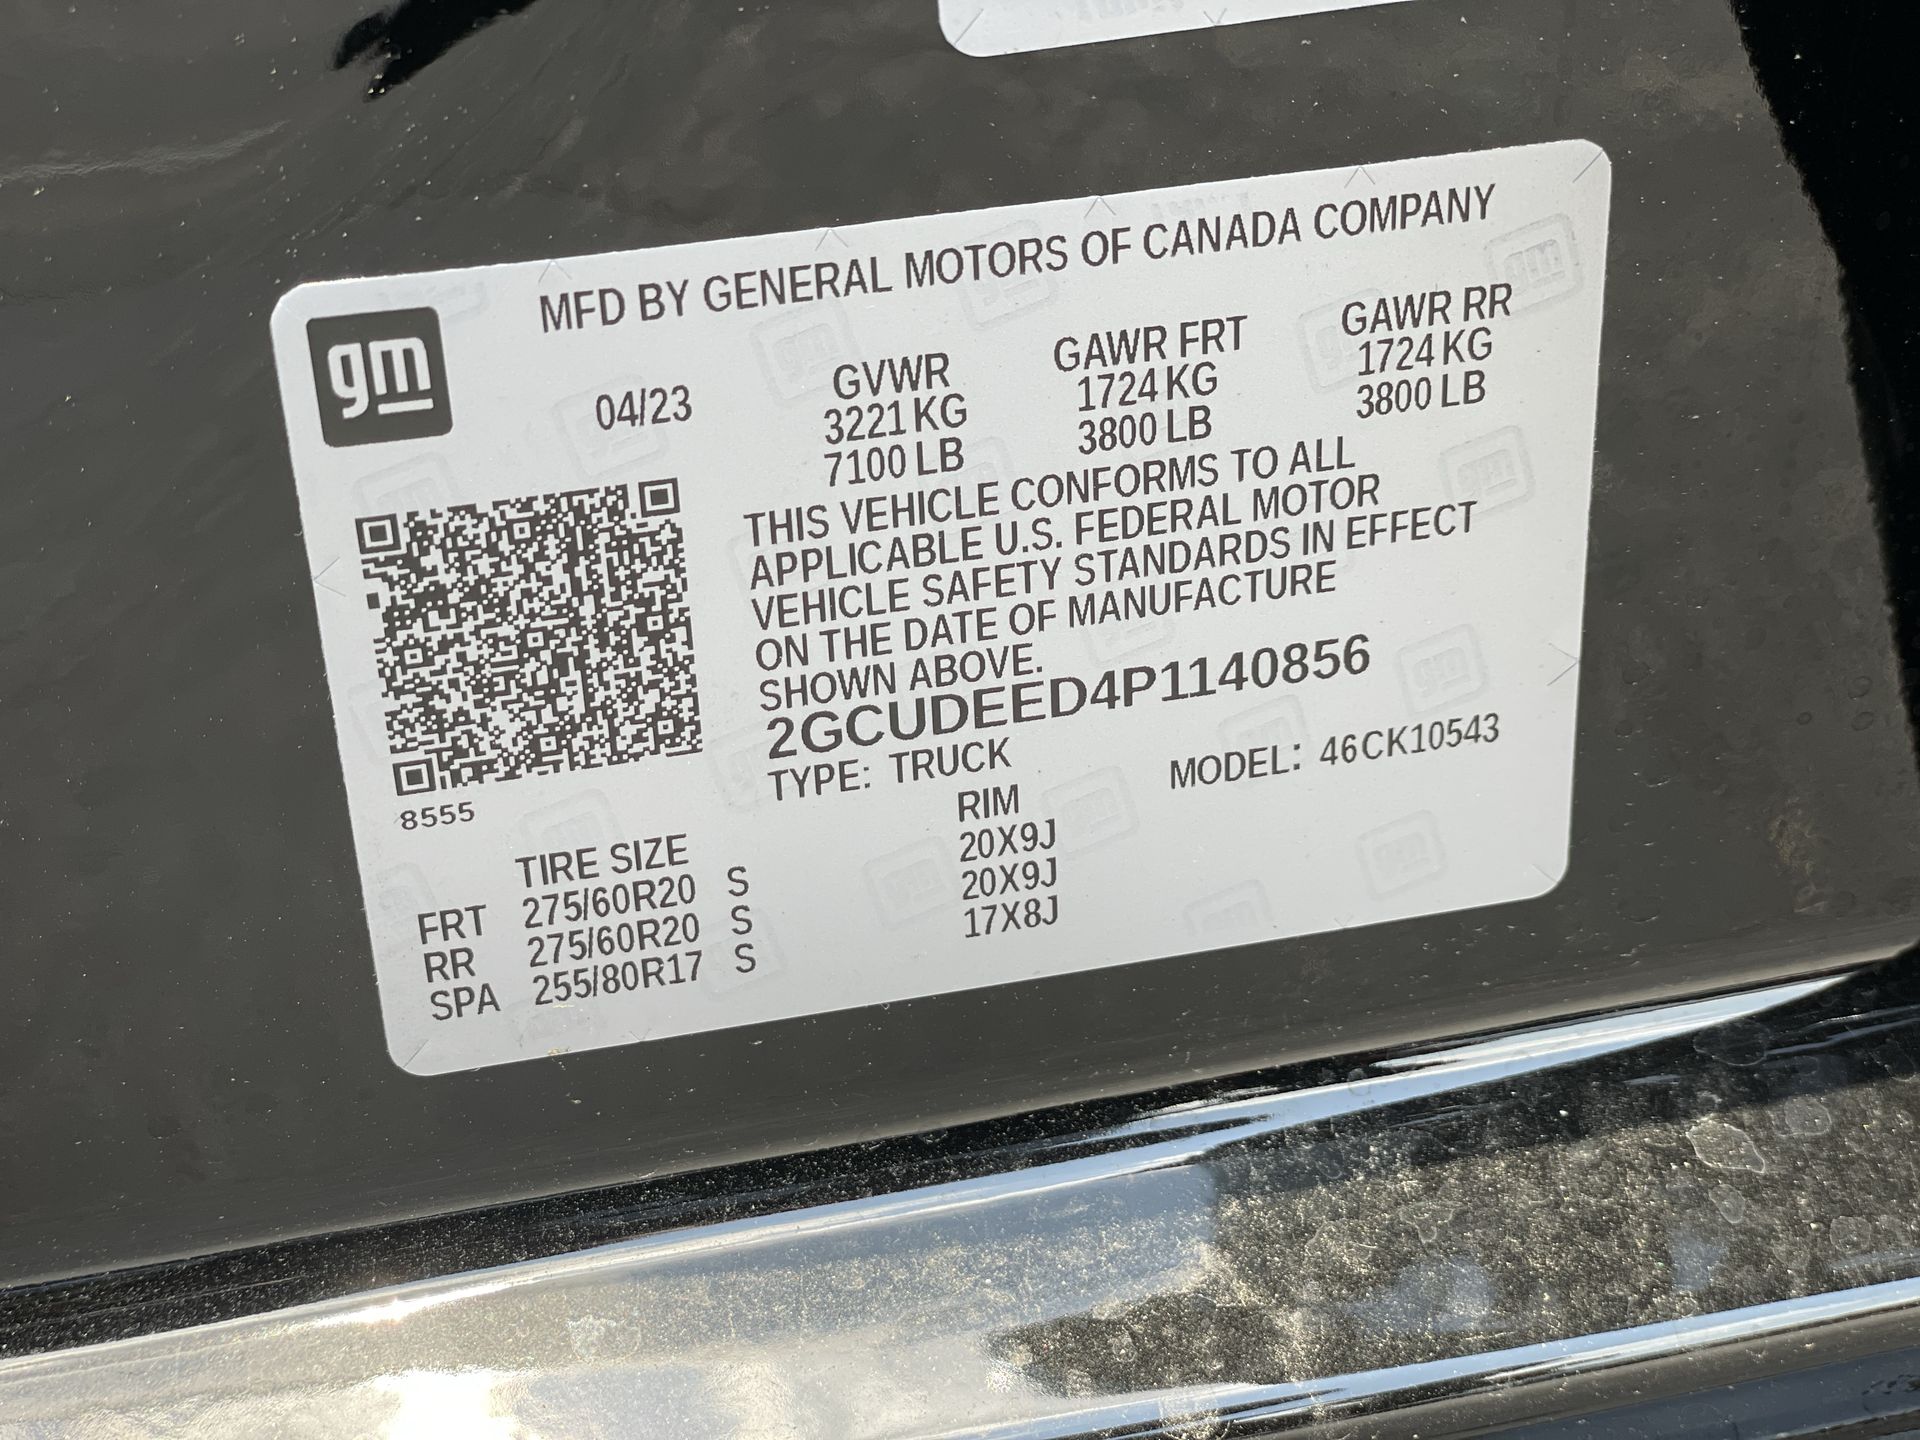 MFD BY GENERAL MOTORS OF CANADA COMPANY
gm
04/23
GVWR
3221 KG
7100 LB
GAWR FRT
1724 KG
3800 LB
GAWR RR
1724 KG
3800 LB
THIS VEHICLE CONFORMS TO ALL
APPLICABLE U.S. FEDERAL MOTOR
VEHICLE SAFETY STANDARDS IN EFFECT
ON THE DATE OF MANUFACTURE
SHOWN ABOVE.
2GCUDEED4P1140856
TYPE: TRUCK MODEL: 46CK10543
8555
TIRE SIZE RIM
FRT 275/60R20 S 20X9J
RR 275/60R20 S 20X9J
SPA 255/80R17 S 17X8J